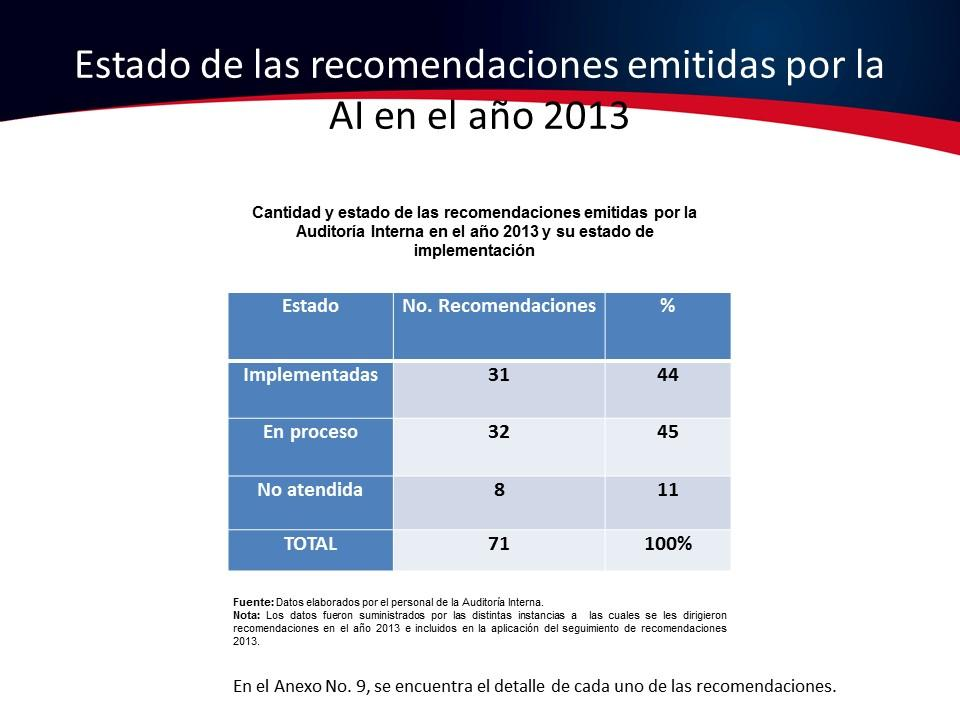 Estado de las recomendaciones emitidas por la
AI en el año 2013
Cantidad y estado de las recomendaciones emitidas por la
Auditoría Interna en el año 2013 y su estado de
implementación
Estado No. Recomendaciones %
Implementadas 31 44
En proceso 32 45
No atendida 8 11
TOTAL 71 100%
Fuente: Datos elaborados por el personal de la Auditoría Interna.
Nota: Los datos fueron suministrados por las distintas instancias a las cuales se les dirigieron
recomendaciones en el año 2013 e incluidos en la aplicación del seguimiento de recomendaciones
2013.
En el Anexo No. 9, se encuentra el detalle de cada uno de las recomendaciones.